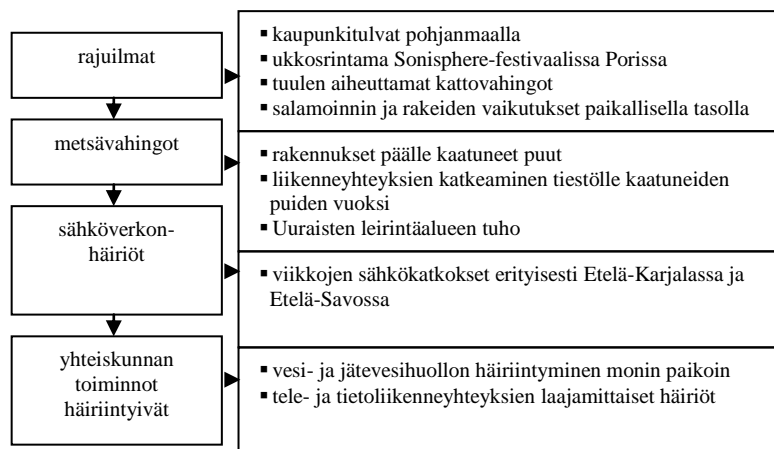 rajuilmat
▪ kaupunkitulvat pohjanmaalla
▪ ukkosrintama Sonisphere-festivaalissa Porissa
▪ tuulen aiheuttamat kattovahingot
▪ salamoinnin ja rakeiden vaikutukset paikallisella tasolla
metsävahingot
▪ rakennukset päälle kaatuneet puut
▪ liikenneyhteyksien katkeaminen tiestölle kaatuneiden
puiden vuoksi
▪ Uuraisten leirintäalueen tuho
sähköverkon-
häiriöt
▪ viikkojen sähkökatkokset erityisesti Etelä-Karjalassa ja
Etelä-Savossa
yhteiskunnan
toiminnot
häiriintyivät
▪ vesi- ja jätevesihuollon häiriintyminen monin paikoin
▪ tele- ja tietoliikenneyhteyksien laajamittaiset häiriöt